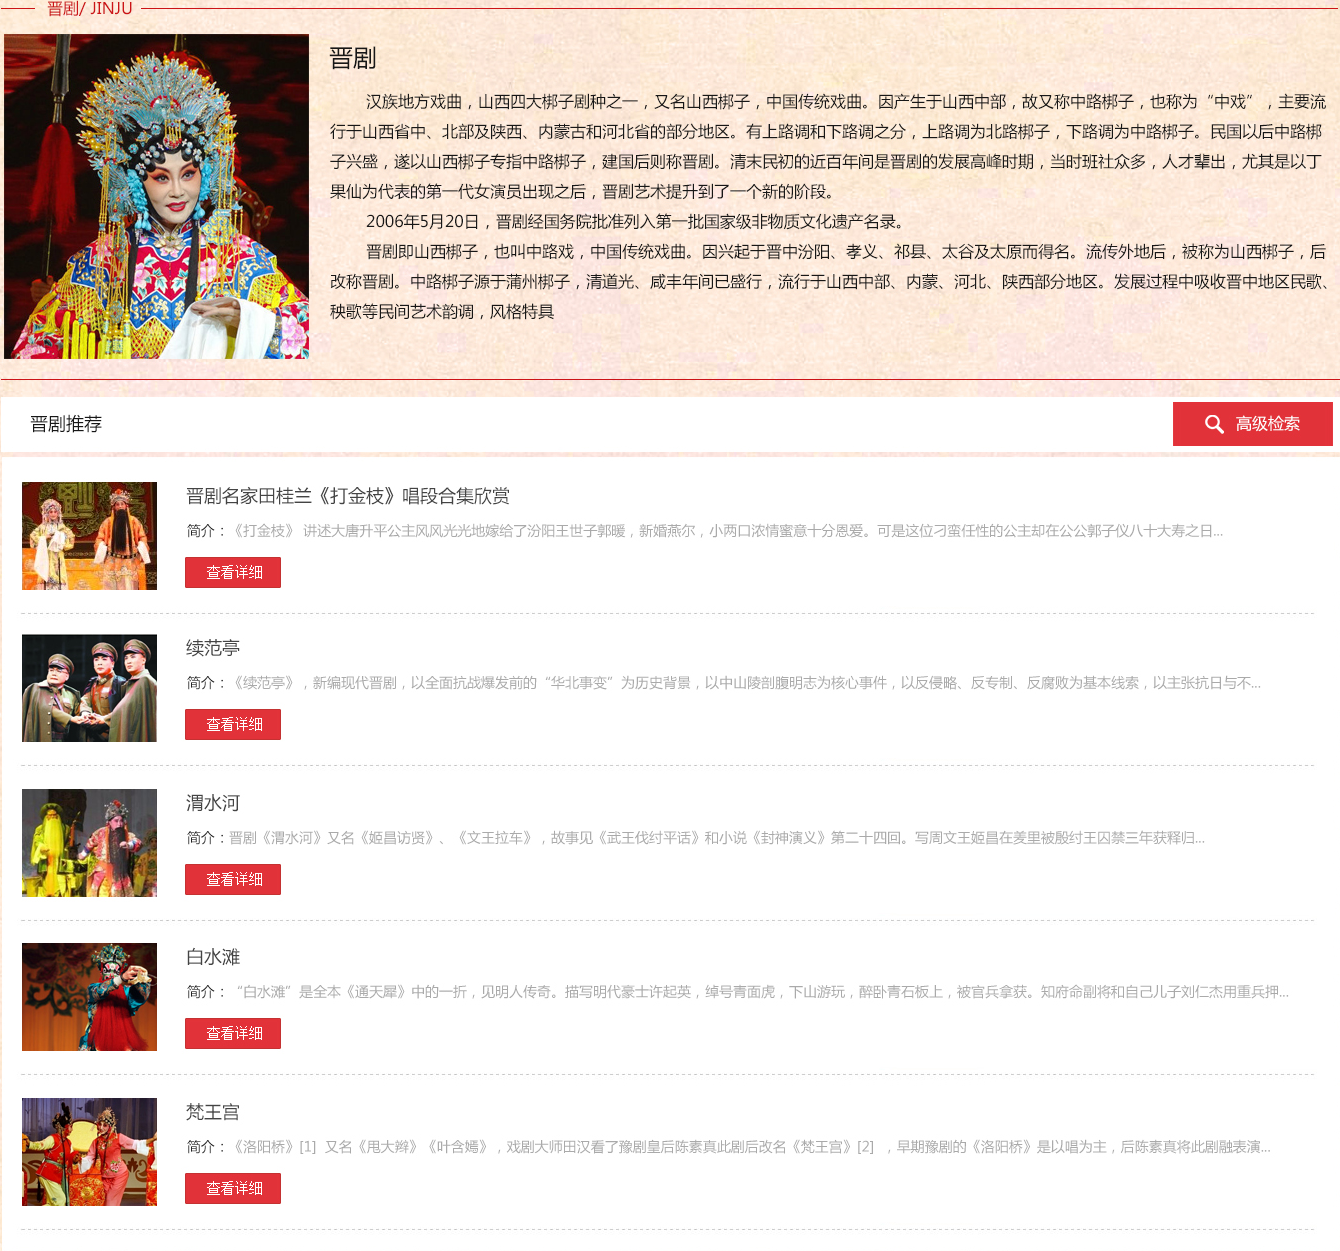 晋剧/ JINJU
晋剧
汉族地方戏曲，山西四大梆子剧种之一，又名山西梆子，中国传统戏曲。因产生于山西中部，故又称中路梆子，也称为“中戏”，主要流
行于山西省中、北部及陕西、内蒙古和河北省的部分地区。有上路调和下路调之分，上路调为北路梆子，下路调为中路梆子。民国以后中路梆
子兴盛，遂以山西梆子专指中路梆子，建国后则称晋剧。清末民初的近百年间是晋剧的发展高峰时期，当时班社众多，人才辈出，尤其是以丁
果仙为代表的第一代女演员出现之后，晋剧艺术提升到了一个新的阶段。
2006年5月20日，晋剧经国务院批准列入第一批国家级非物质文化遗产名录。
晋剧即山西梆子，也叫中路戏，中国传统戏曲。因兴起于晋中汾阳、孝义、祁县、太谷及太原而得名。流传外地后，被称为山西梆子，后
改称晋剧。中路梆子源于蒲州梆子，清道光、咸丰年间已盛行，流行于山西中部、内蒙、河北、陕西部分地区。发展过程中吸收晋中地区民歌、
秧歌等民间艺术韵调，风格特具
晋剧推荐
高级检索
晋剧名家田桂兰《打金枝》唱段合集欣赏
简介：《打金枝》 讲述大唐升平公主风风光光地嫁给了汾阳王世子郭暖，新婚燕尔，小两口浓情蜜意十分恩爱。可是这位刁蛮任性的公主却在公公郭子仪八十大寿之日...
查看详细
续范亭
简介：《续范亭》，新编现代晋剧，以全面抗战爆发前的“华北事变”为历史背景，以中山陵剖腹明志为核心事件，以反侵略、反专制、反腐败为基本线索，以主张抗日与不...
查看详细
渭水河
简介：晋剧《渭水河》又名《姬昌访贤》、《文王拉车》，故事见《武王伐纣平话》和小说《封神演义》第二十四回。写周文王姬昌在羑里被殷纣王囚禁三年获释归...
查看详细
白水滩
简介：“白水滩”是全本《通天犀》中的一折，见明人传奇。描写明代豪士许起英，绰号青面虎，下山游玩，醉卧青石板上，被官兵拿获。知府命副将和自己儿子刘仁杰用重兵押...
查看详细
梵王宫
简介：《洛阳桥》[1] 又名《甩大辫》《叶含嫣》，戏剧大师田汉看了豫剧皇后陈素真此剧后改名《梵王宫》[2] ，早期豫剧的《洛阳桥》是以唱为主，后陈素真将此剧融表演...
查看详细